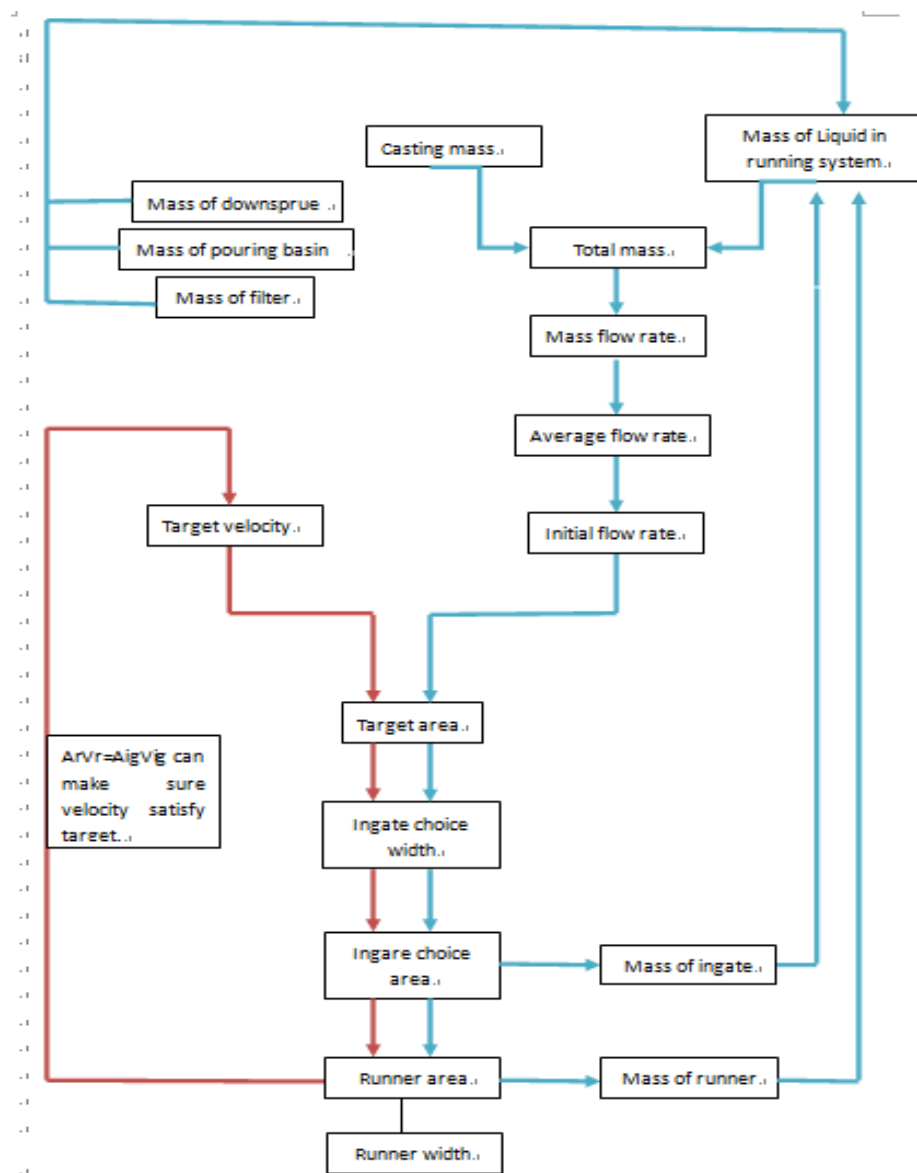 Casting mass.
Mass of Liquid in
running system.
Mass of downsprue .
Mass of pouring basin
Total mass.
Mass of filter.
Mass flow rate.
Average flow rate.
Target velocity.
Initial flow rate.
Target area.
ArVr=AigVig can
make sure
velocity satisfy
target..
Ingate choice
width.
Ingare choice
area.
Mass of ingate.
Runner area.
Mass of runner.
Runner width.